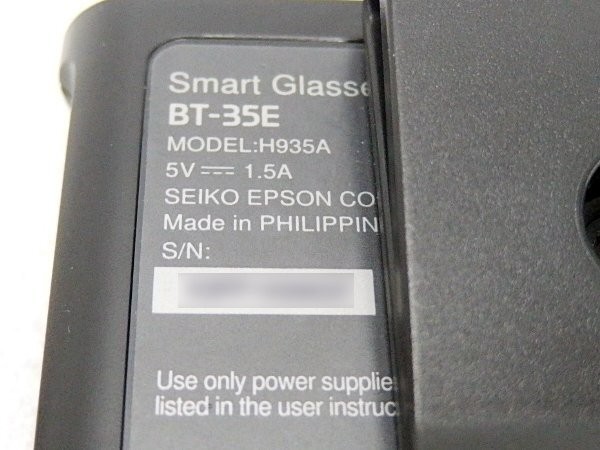 Smart Glasse
BT-35E
MODEL:H935A
5V⎓ 1.5A
SEIKO EPSON CO
Made in PHILIPPIN
S/N:
Use only power supplie
listed in the user instruc